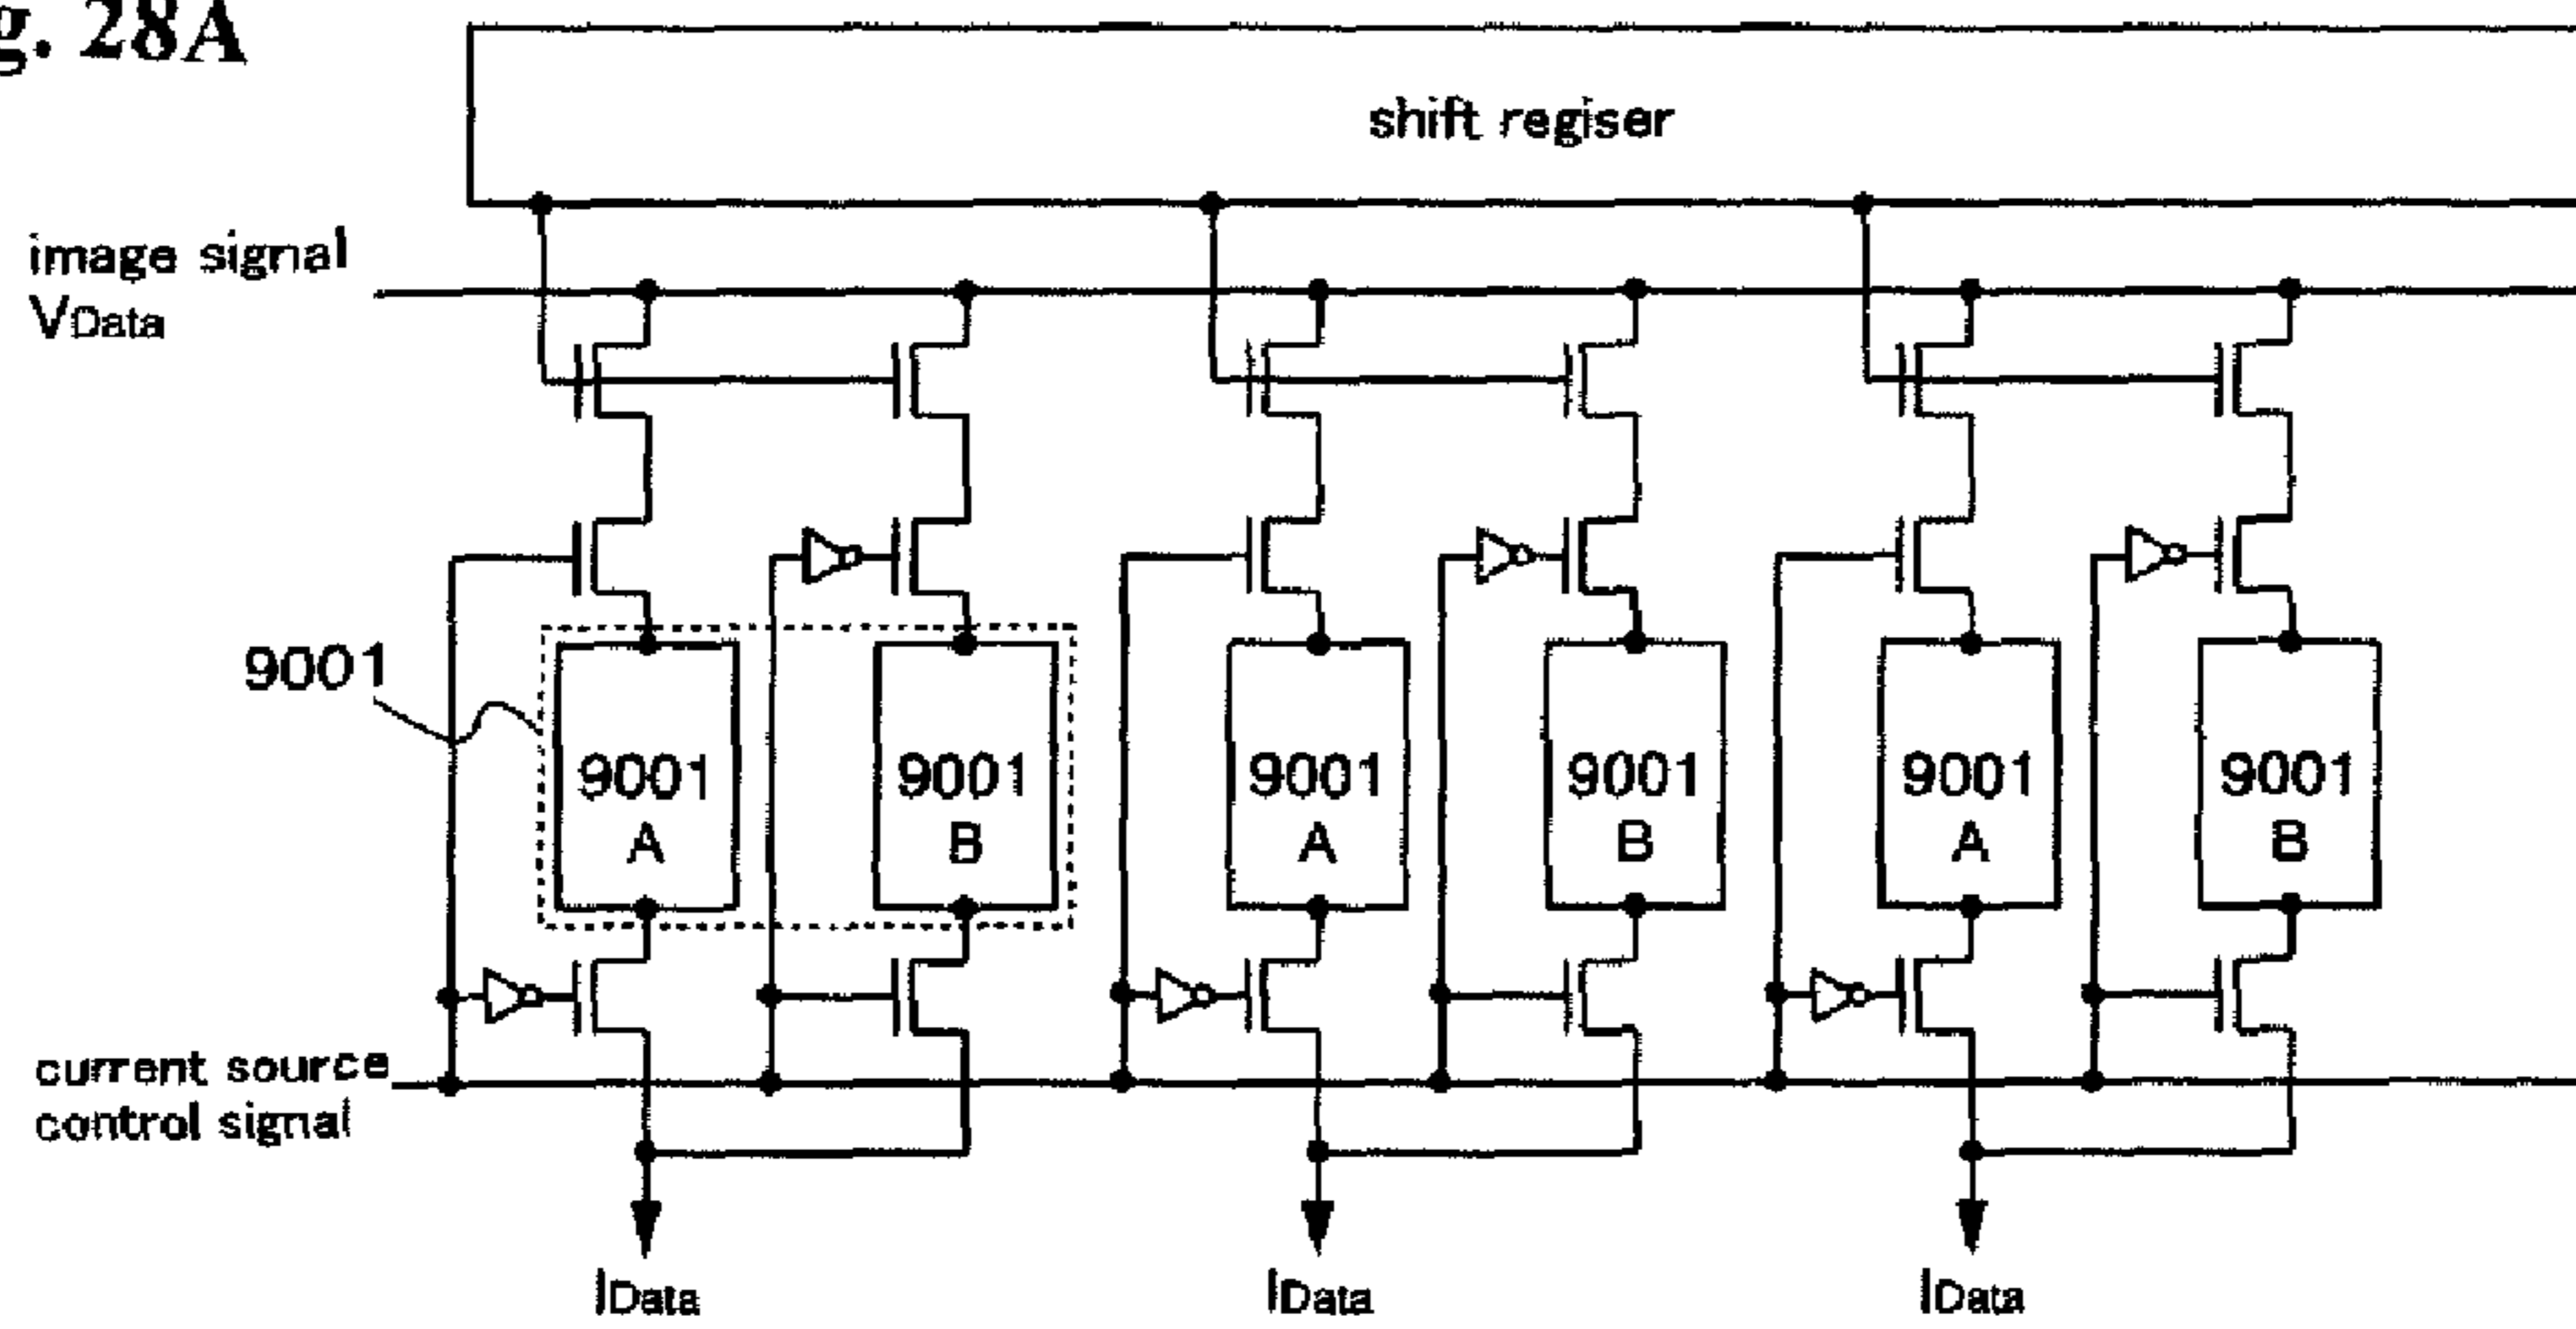 g. 28A
shift regiser
image signal
VData
9001
9001
A
9001
B
9001
A
9001
B
9001
A
9001
B
current source
control signal
IData
IData
IData